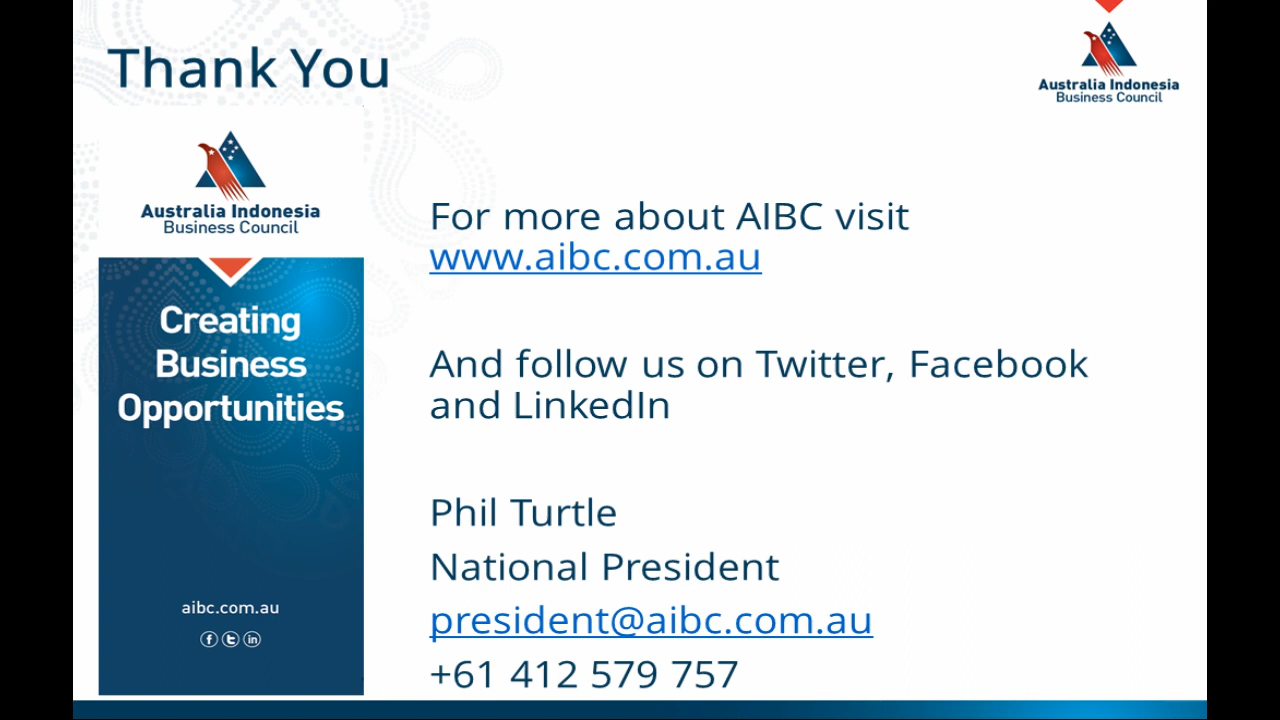 Thank You
Australia Indonesia
Business Council
Australia Indonesia
Business Council
Creating
Business
Opportunities
aibc.com.au
For more about AIBC visit
www.aibc.com.au
And follow us on Twitter, Facebook
and LinkedIn
Phil Turtle
National President
president@aibc.com.au
+61 412 579 757